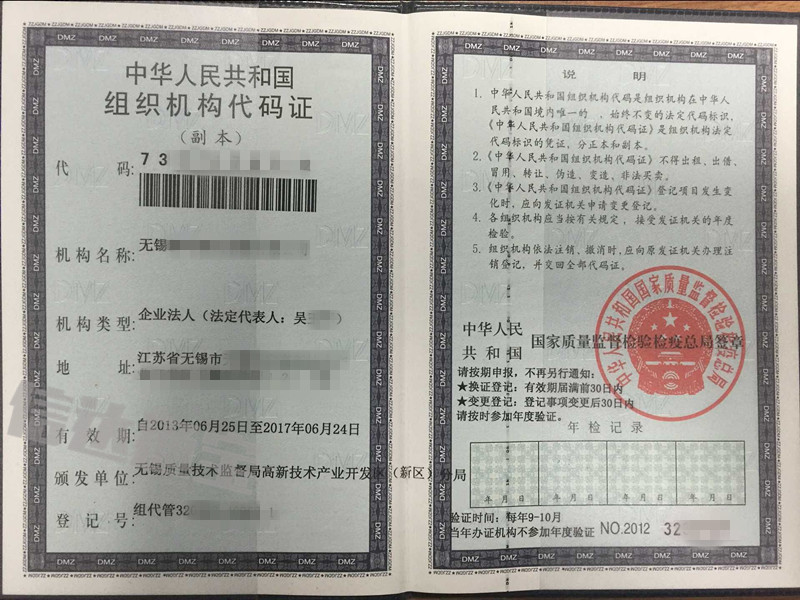 中华人民共和国
组织机构代码证
（副本）
代 码: 7 3
机构名称: 无锡
机构类型: 企业法人（法定代表人：吴 ）
地 址: 江苏省无锡市
有 效 期: 自2013年06月25日至2017年06月24日
颁发单位: 无锡质量技术监督局高新技术产业开发区（新区）分局
登 记 号: 组代管32
说 明
1. 中华人民共和国组织机构代码是组织机构在中华人
民共和国境内唯一的 、始终不变的法定代码标识，
《中华人民共和国组织机构代码证》是组织机构法定
代码标识的凭证，分正本和副本。
2.《中华人民共和国组织机构代码证》不得出租，出借，
冒用、转让、伪造、变造、非法买卖。
3.《中华人民共和国组织机构代码证》登记项目发生变
化时，应向发证机关申请变更登记。
4. 各组织机构应当按有关规定，接受发证机关的年度
检验。
5. 组织机构依法注销、撤消时，应向原发证机关办理注
销登记，并交回全部代码证。
中华人民
共和国 国家质量监督检验检疫总局签章
中华人民共和国国家质量监督检验检疫总局
请按期申报，不再另行通知：
★换证登记：有效期届满前30日内
★变更登记：登记事项变更后30日内
请按时参加年度验证。
年检记录
年 月 日 年 月 日 年 月 日 年 月 日
验证时间：每年9-10月
当年办证机构不参加年度验证 NO.2012 32
DMZ
ZZJGDM
信达